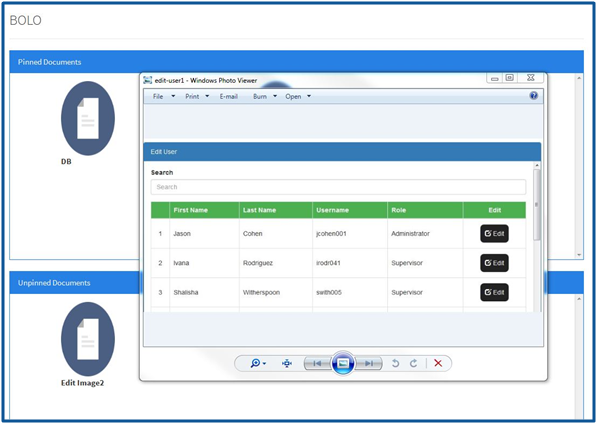 BOLO
Pinned Documents
DB
edit-user1 - Windows Photo Viewer
File Print E-mail Burn Open
Edit User
Search
Search
First Name Last Name Username Role Edit
1 Jason Cohen jcohen001 Administrator Edit
2 Ivana Rodriguez irodr041 Supervisor Edit
3 Shalisha Witherspoon swith005 Supervisor Edit
Unpinned Documents
Edit Image2